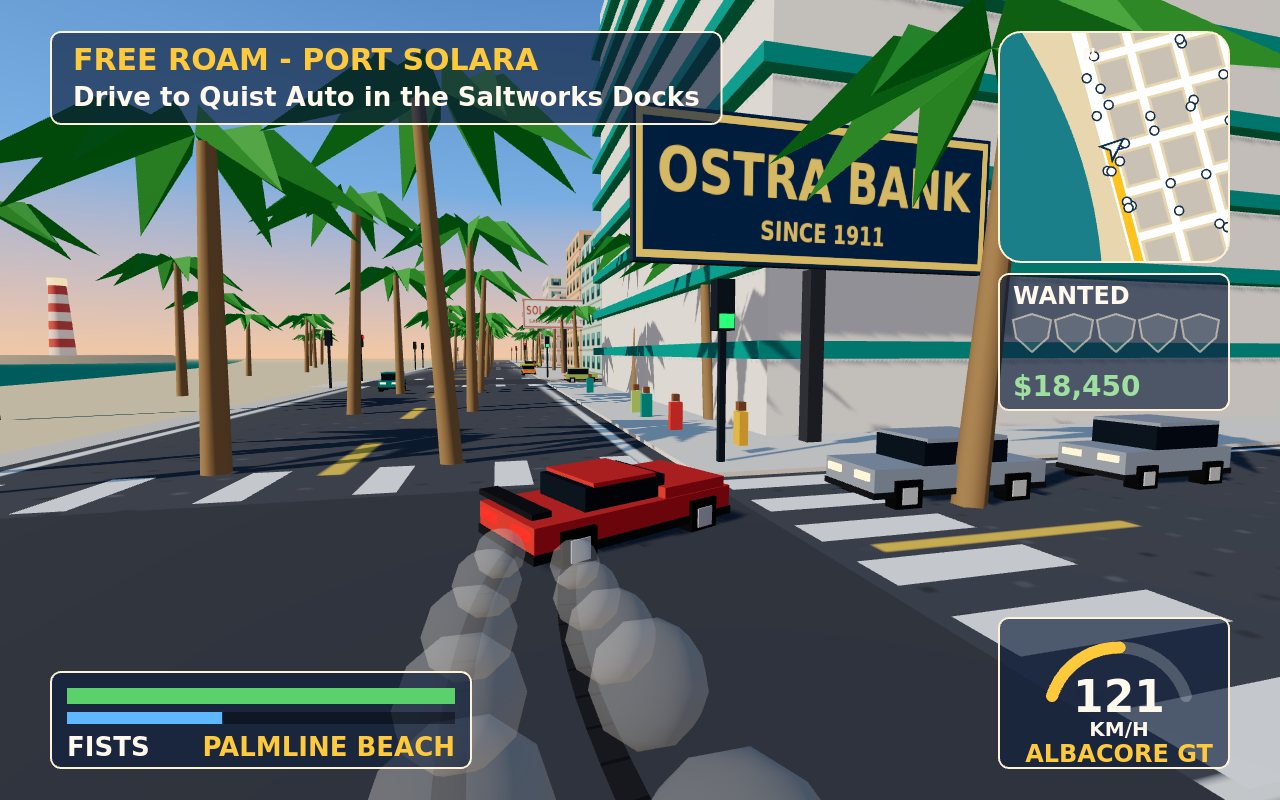 FREE ROAM - PORT SOLARA
Drive to Quist Auto in the Saltworks Docks
OSTRA BANK
SINCE 1911
WANTED
$18,450
FISTS
PALMLINE BEACH
121
KM/H
ALBACORE GT